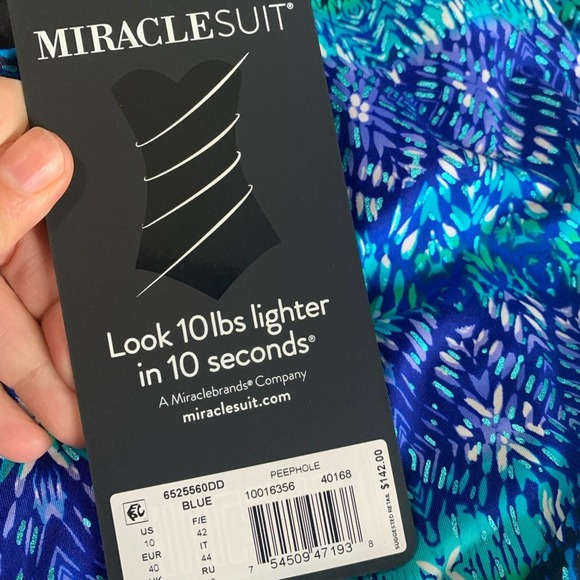 MIRACLESUIT®
Look 10lbs lighter
in 10 seconds®
A Miraclebrands® Company
miraclesuit.com
6525560DD
BLUE
PEEPHOLE
10016356 40168
US F/E
10 42
EUR IT
40 44
RU
7 54509 47193 8
SUGGESTED RETAIL $142.00